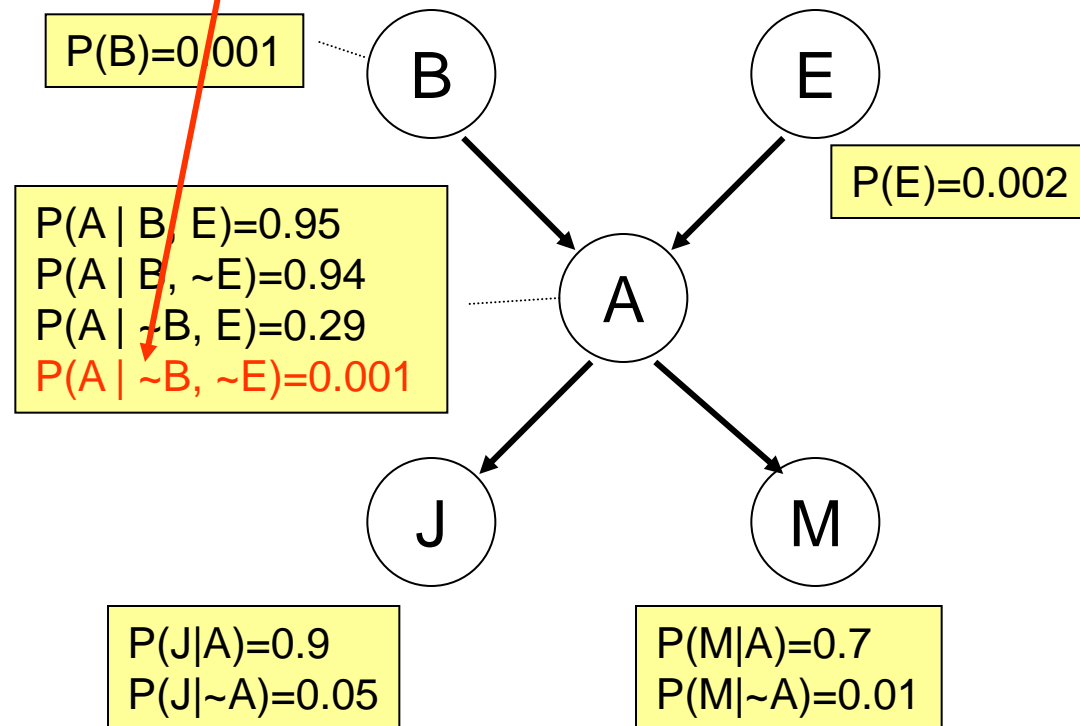 P(B)=0.001
B
E
P(E)=0.002
P(A | B, E)=0.95
P(A | B, ~E)=0.94
P(A | ~B, E)=0.29
P(A | ~B, ~E)=0.001
A
J
M
P(J|A)=0.9
P(J|~A)=0.05
P(M|A)=0.7
P(M|~A)=0.01